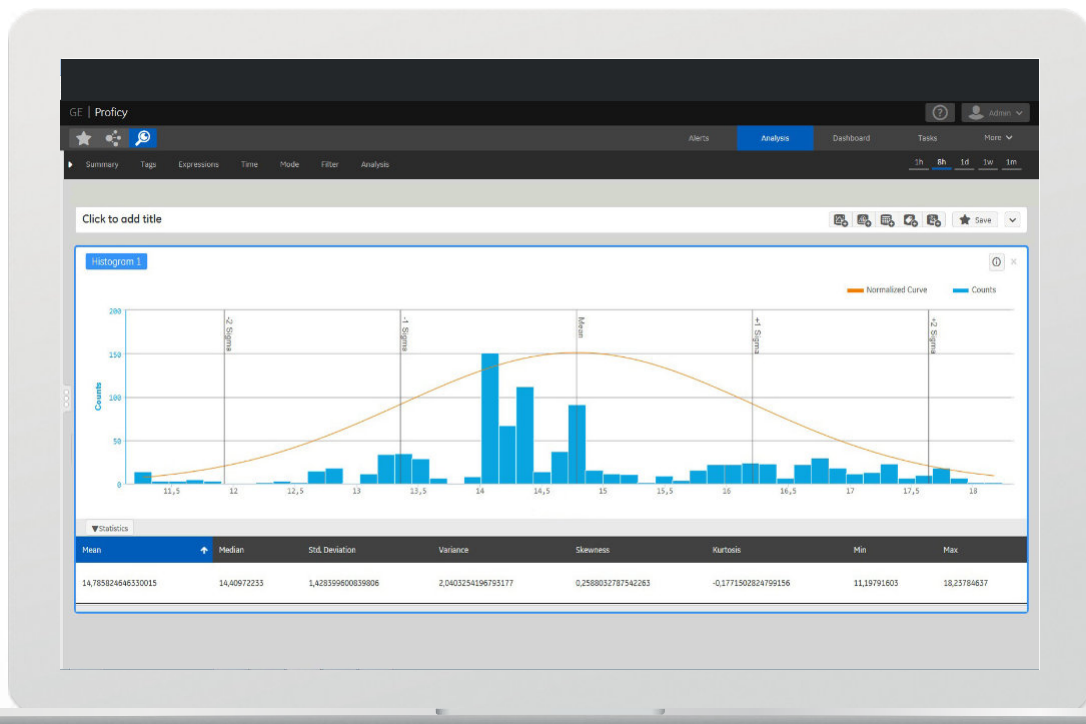 GE | Proficy
Admin
Alerts Analysis Dashboard Tasks More
Summary Tags Expressions Time Mode Filter Analysis 1h 8h 1d 1w 1m
Click to add title Save
Histogram 1
Normalized Curve Counts
200
150
100
50
0
Counts
-2 Sigma
-1 Sigma
Mean
+1 Sigma
+2 Sigma
11,5 12 12,5 13 13,5 14 14,5 15 15,5 16 16,5 17 17,5 18
Statistics
Mean Median Std. Deviation Variance Skewness Kurtosis Min Max
14,785824646330015 14,40972233 1,428399600839806 2,0403254196793177 0,2588032787542263 -0,1771502824799156 11,19791603 18,23784637